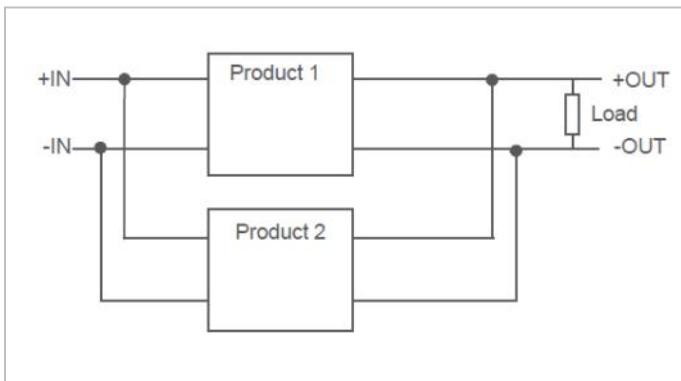 Product 1
+IN
+OUT
Load
-IN
-OUT
Product 2